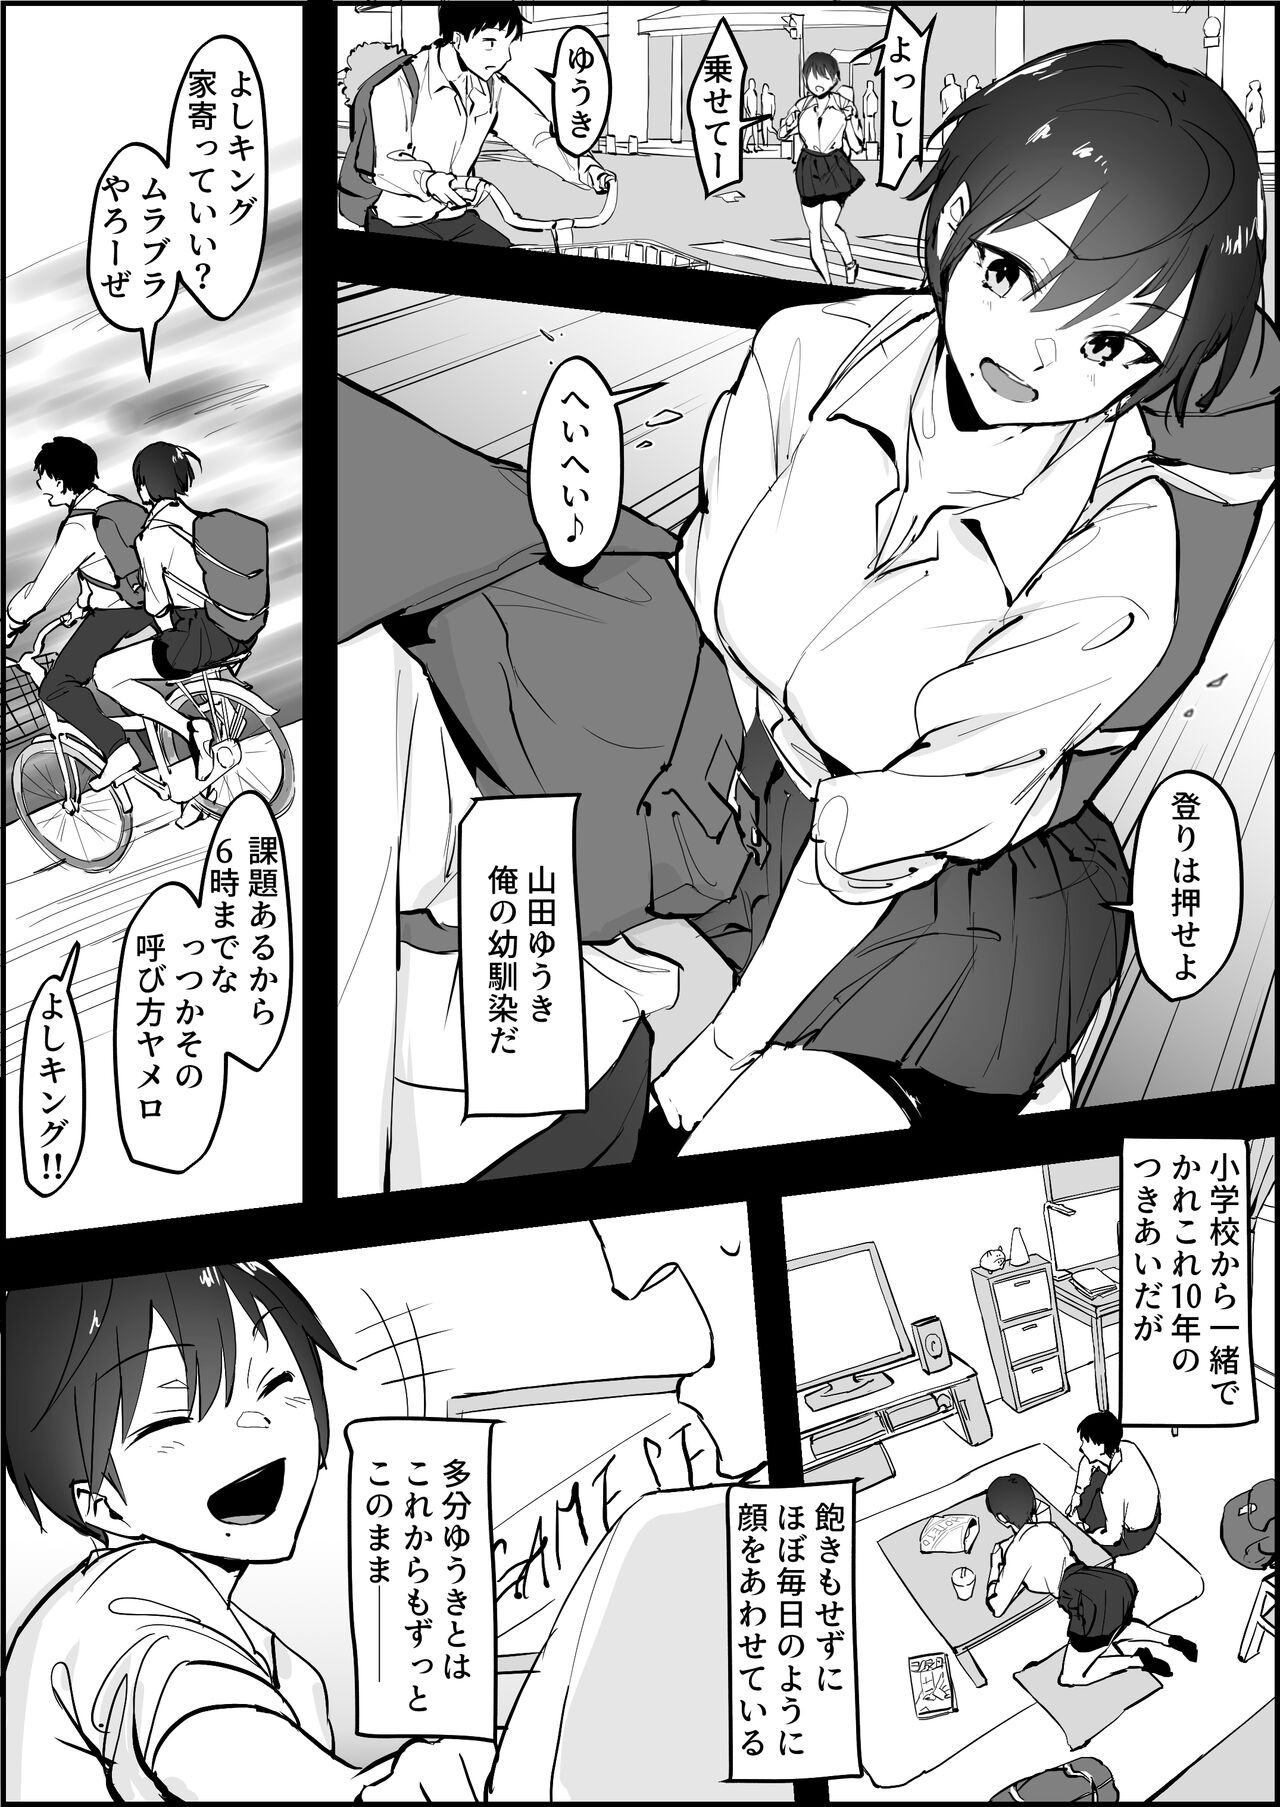 よっしー
乗せてー
ゆうき
へいへい♪
登りは押せよ
山田ゆうき
俺の幼馴染だ
よしキング
家寄っていい？
ムラブラ
やろーぜ
課題あるから
6時までな
っつかその
呼び方ヤメロ
よしキング!!
小学校から一緒で
かれこれ10年の
つきあいだが
飽きもせずに
ほぼ毎日のように
顔をあわせている
GAME SE
多分ゆうきとは
これからもずっと
このまま――